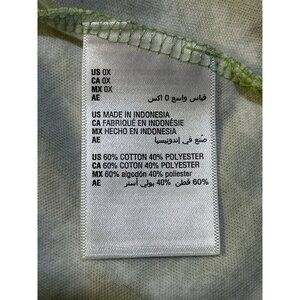 US 0X
CA 0X
MX 0X
AE قياس واسع 0 اكس
US MADE IN INDONESIA
CA FABRIQUÉ EN INDONÉSIE
MX HECHO EN INDONESIA
AE صنع في إندونيسيا
US 60% COTTON 40% POLYESTER
CA 60% COTON 40% POLYESTER
MX 60% algodón 40% poliester
AE 60% قطن 40% بولي أستر